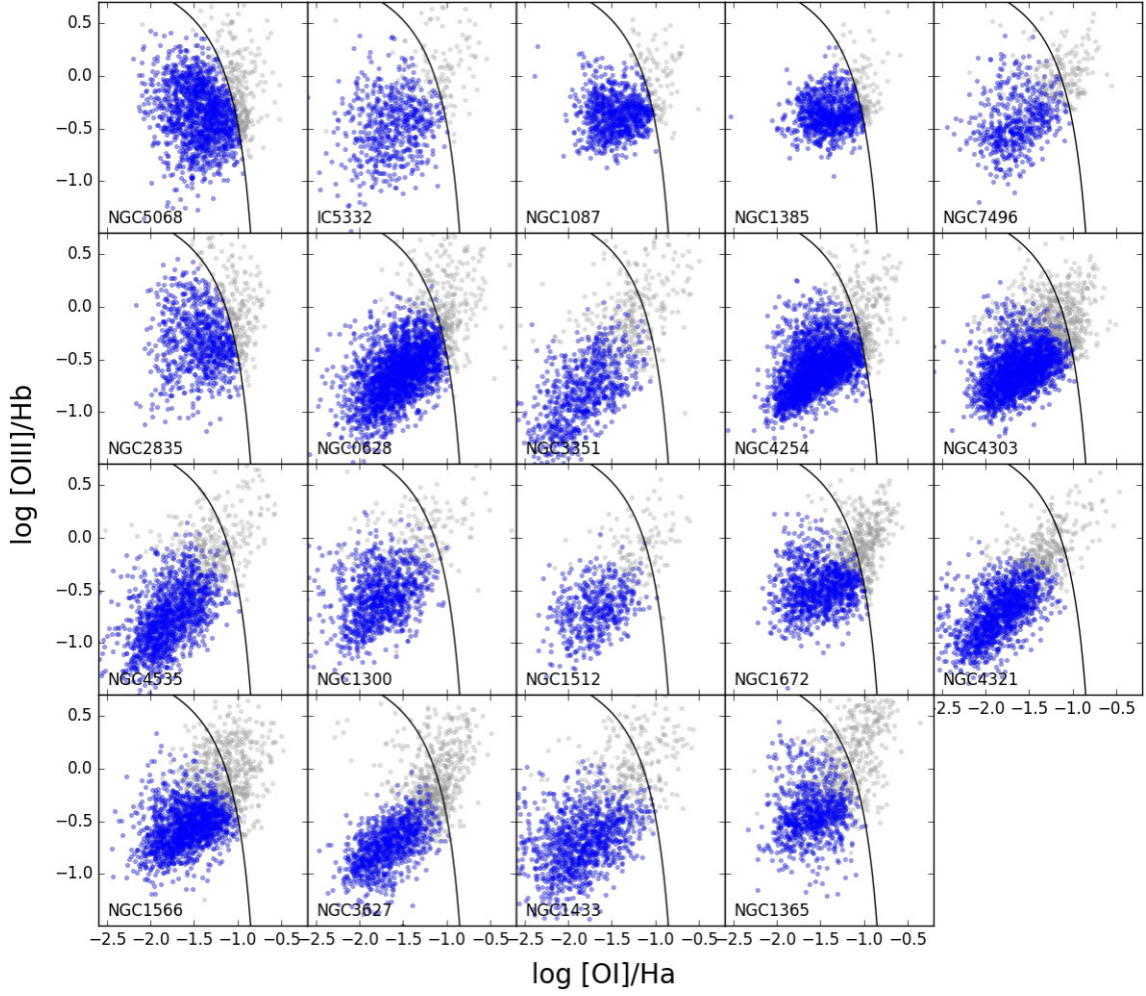 0.5
0.0
−0.5
−1.0
NGC5068 IC5332 NGC1087 NGC1385 NGC7496
0.5
0.0
−0.5
−1.0
NGC2835 NGC0628 NGC3351 NGC4254 NGC4303
log [OIII]/Hb
0.5
0.0
−0.5
−1.0
NGC4535 NGC1300 NGC1512 NGC1672 NGC4321
−2.5 −2.0 −1.5 −1.0 −0.5
0.5
0.0
−0.5
−1.0
NGC1566 NGC3627 NGC1433 NGC1365
−2.5 −2.0 −1.5 −1.0 −0.5 −2.5 −2.0 −1.5 −1.0 −0.5 −2.5 −2.0 −1.5 −1.0 −0.5 −2.5 −2.0 −1.5 −1.0 −0.5
log [OI]/Ha